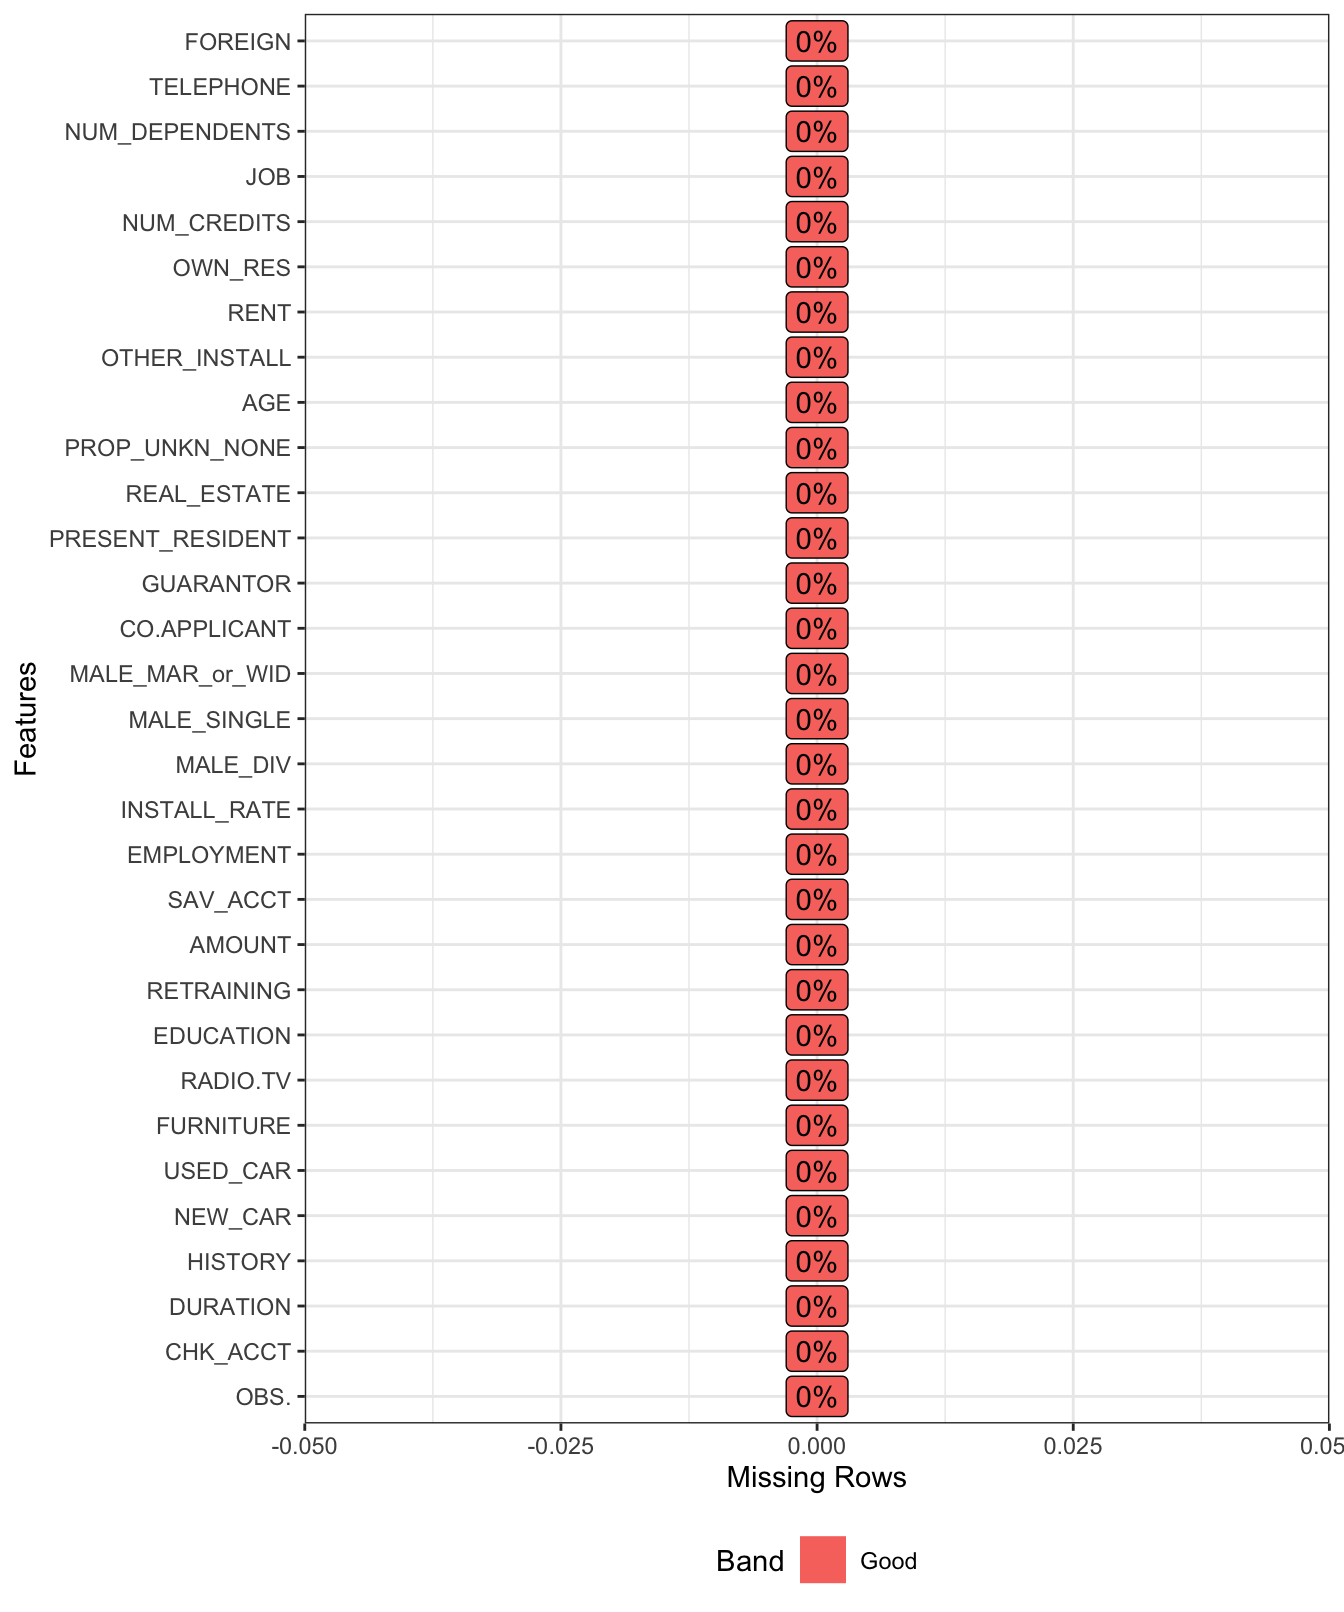 FOREIGN 0%
TELEPHONE 0%
NUM_DEPENDENTS 0%
JOB 0%
NUM_CREDITS 0%
OWN_RES 0%
RENT 0%
OTHER_INSTALL 0%
AGE 0%
PROP_UNKN_NONE 0%
REAL_ESTATE 0%
PRESENT_RESIDENT 0%
GUARANTOR 0%
CO.APPLICANT 0%
MALE_MAR_or_WID 0%
MALE_SINGLE 0%
MALE_DIV 0%
INSTALL_RATE 0%
EMPLOYMENT 0%
SAV_ACCT 0%
AMOUNT 0%
RETRAINING 0%
EDUCATION 0%
RADIO.TV 0%
FURNITURE 0%
USED_CAR 0%
NEW_CAR 0%
HISTORY 0%
DURATION 0%
CHK_ACCT 0%
OBS. 0%
Features
-0.050 -0.025 0.000 0.025 0.05
Missing Rows
Band Good